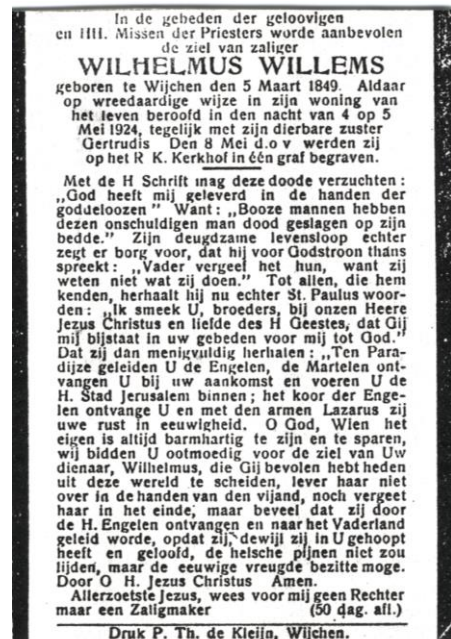 In de gebeden der geloovigen
en HH. Missen der Priesters worde aanbevolen
de ziel van zaliger
WILHELMUS WILLEMS
geboren te Wijchen den 5 Maart 1849. Aldaar
op wreedaardige wijze in zijn woning van
het leven beroofd in den nacht van 4 op 5
Mei 1924, tegelijk met zijn dierbare zuster
Gertrudis Den 8 Mei d.o v werden zij
op het R K. Kerkhof in één graf begraven.
Met de H Schrift mag deze doode verzuchten :
„God heeft mij geleverd in de handen der
goddeloozen" Want : „Booze mannen hebben
dezen onschuldigen man dood geslagen op zijn
bedde." Zijn deugdzame levensloop echter
zegt er borg voor, dat hij voor Godstroon thans
spreekt : „Vader vergeef het hun, want zij
weten niet wat zij doen." Tot allen, die hem
kenden, herhaalt hij nu echter St. Paulus woor-
den : „Ik smeek U, broeders, bij onzen Heere
Jezus Christus en liefde des H Geestes, dat Gij
mij bijstaat in uw gebeden voor mij tot God."
Dat zij dan menigvuldig herhalen : „Ten Para-
dijze geleiden U de Engelen, de Martelen ont-
vangen U bij uw aankomst en voeren U de
H. Stad Jerusalem binnen ; het koor der Enge-
len ontvange U en met den armen Lazarus zij
uwe rust in eeuwigheid. O God, Wien het
eigen is altijd barmhartig te zijn en te sparen,
wij bidden U ootmoedig voor de ziel van Uw
dienaar, Wilhelmus, die Gij bevolen hebt heden
uit deze wereld te scheiden, lever haar niet
over in de handen van den vijand, noch vergeet
haar in het einde, maar beveel dat zij door
de H. Engelen ontvangen en naar het Vaderland
geleid worde, opdat zij, dewijl zij in U gehoopt
heeft en geloofd, de helsche pijnen niet zou
lijden, maar de eeuwige vreugde bezitte moge.
Door O H. Jezus Christus Amen.
Allerzoetste Jezus, wees voor mij geen Rechter
maar een Zaligmaker (50 dag. afl.)
Druk P. Th. de Kleijn, Wijchen.